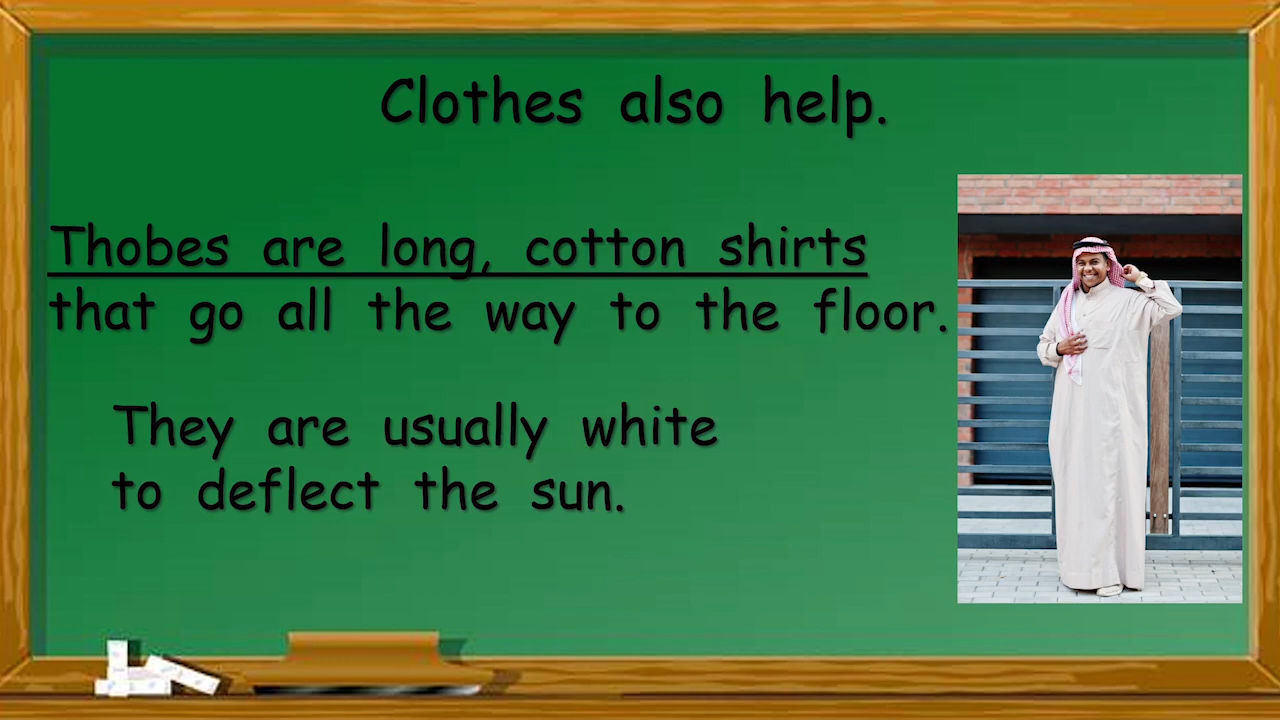 Clothes also help.
Thobes are long, cotton shirts
that go all the way to the floor.
They are usually white
to deflect the sun.